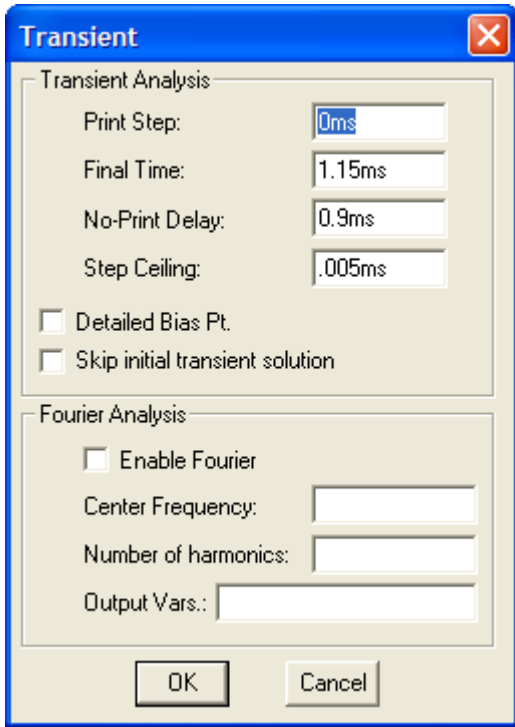 Transient
Transient Analysis
Print Step: 0ms
Final Time: 1.15ms
No-Print Delay: 0.9ms
Step Ceiling: .005ms
Detailed Bias Pt.
Skip initial transient solution
Fourier Analysis
Enable Fourier
Center Frequency:
Number of harmonics:
Output Vars.:
OK Cancel